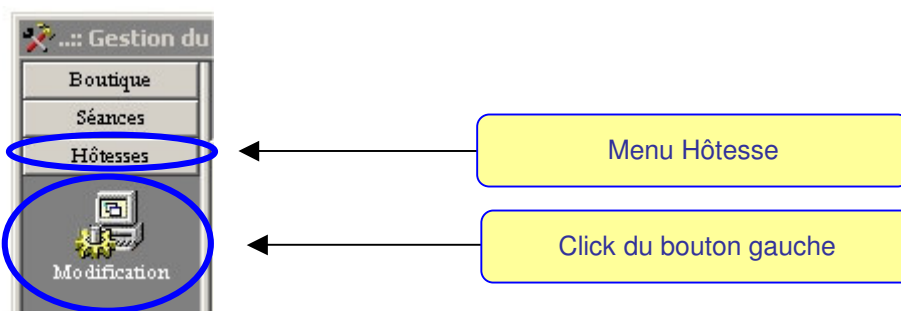 ..:: Gestion du
Boutique
Séances
Hôtesses
Menu Hôtesse
Click du bouton gauche
Modification